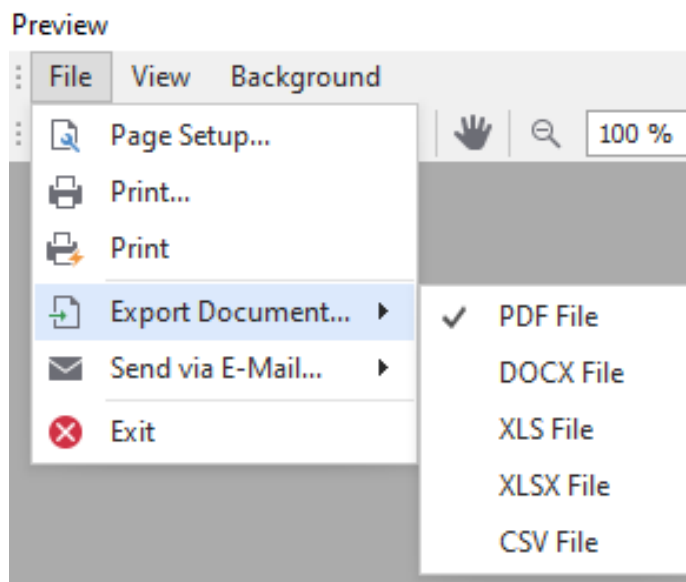 Preview
File View Background
100 %
Page Setup...
Print...
Print
Export Document...
Send via E-Mail...
Exit
PDF File
DOCX File
XLS File
XLSX File
CSV File